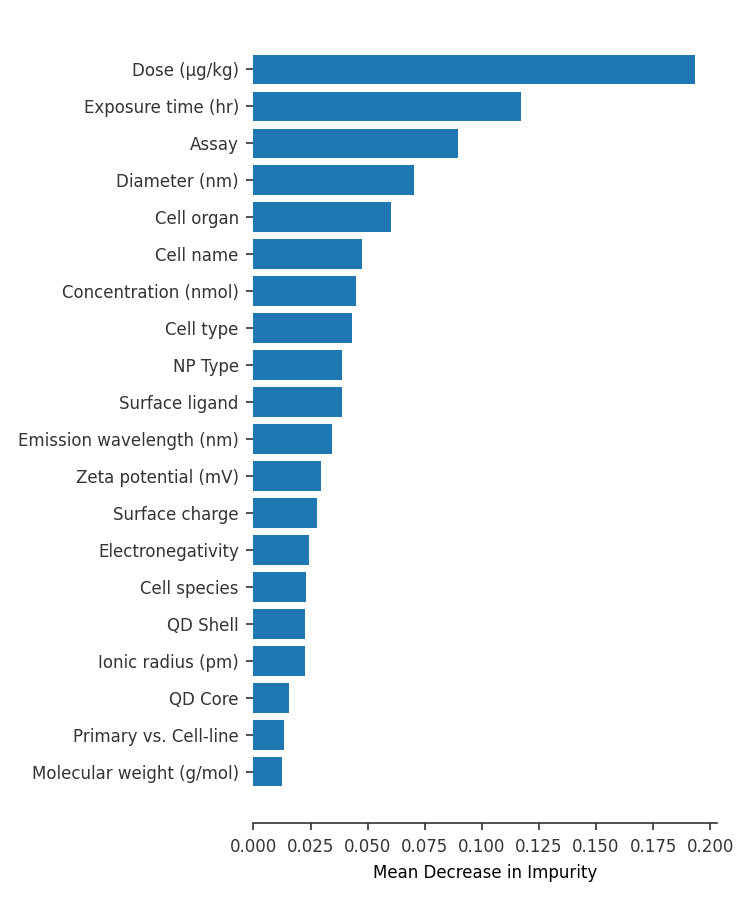 Dose (µg/kg)
Exposure time (hr)
Assay
Diameter (nm)
Cell organ
Cell name
Concentration (nmol)
Cell type
NP Type
Surface ligand
Emission wavelength (nm)
Zeta potential (mV)
Surface charge
Electronegativity
Cell species
QD Shell
Ionic radius (pm)
QD Core
Primary vs. Cell-line
Molecular weight (g/mol)
0.000 0.025 0.050 0.075 0.100 0.125 0.150 0.175 0.200
Mean Decrease in Impurity